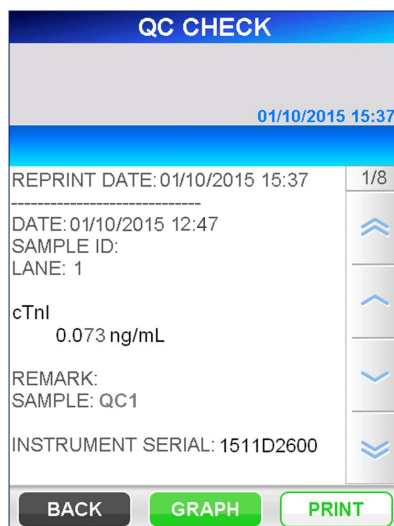 QC CHECK
01/10/2015 15:37
REPRINT DATE: 01/10/2015 15:37
1/8
------------------------------
DATE: 01/10/2015 12:47
SAMPLE ID:
LANE: 1
cTnI
0.073 ng/mL
REMARK:
SAMPLE: QC1
INSTRUMENT SERIAL: 1511D2600
BACK
GRAPH
PRINT